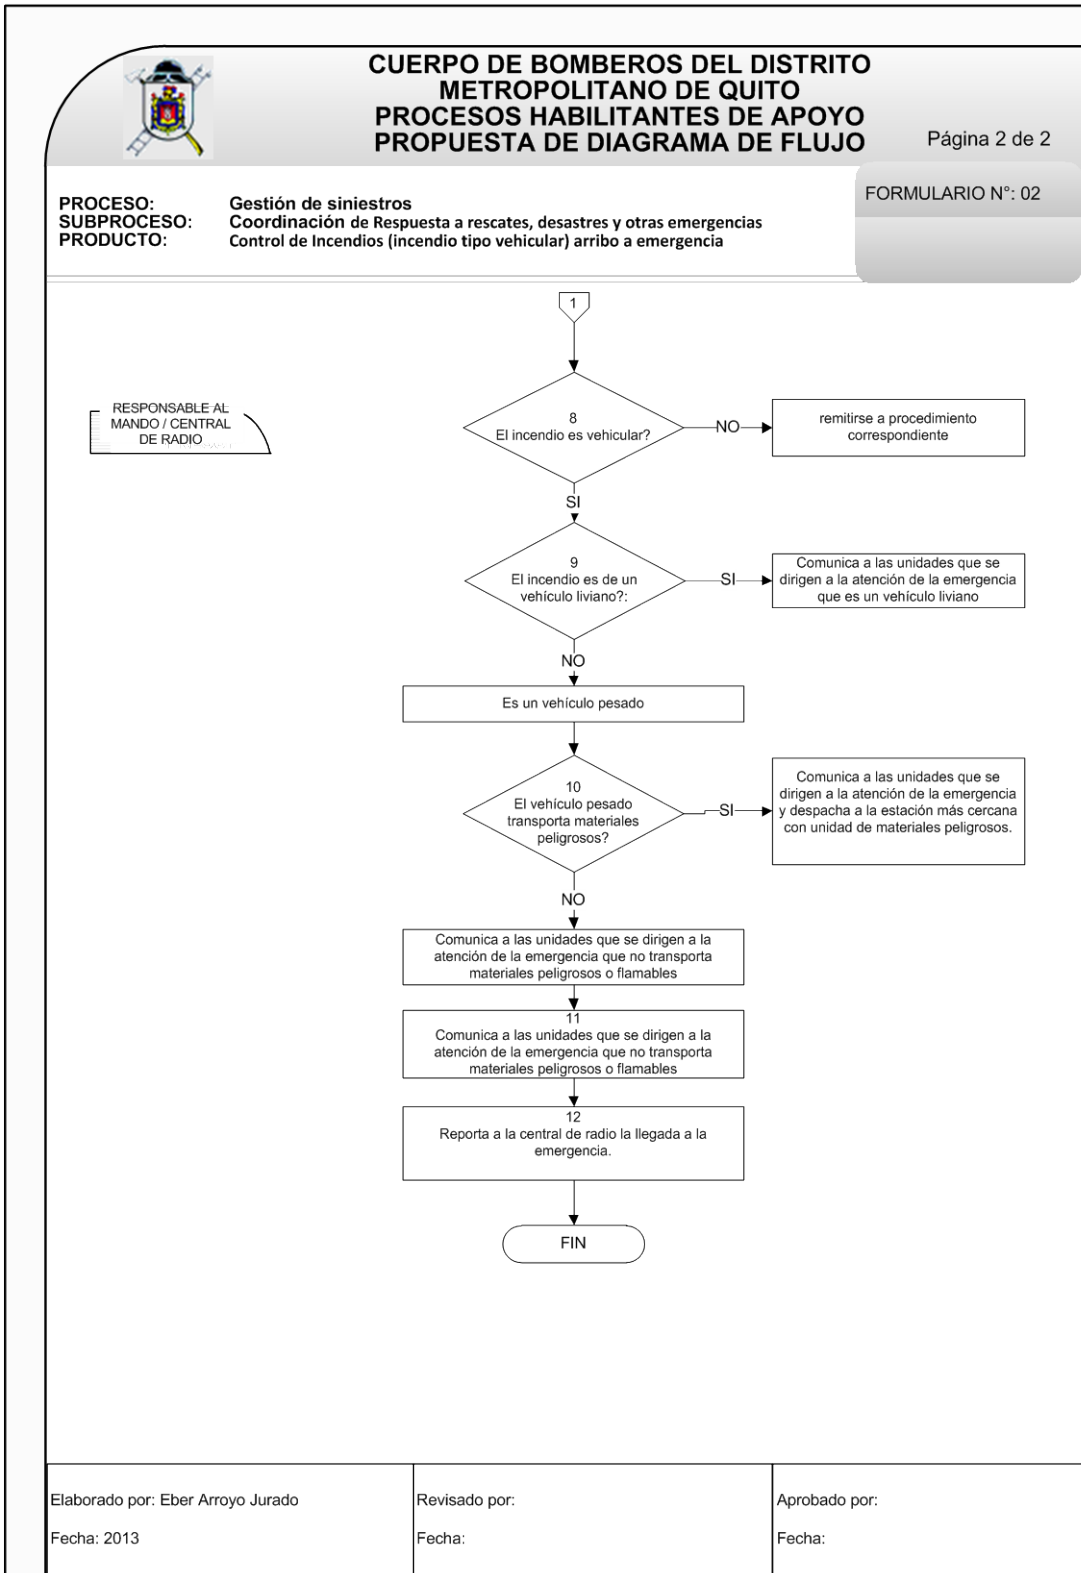 CUERPO DE BOMBEROS DEL DISTRITO
METROPOLITANO DE QUITO
PROCESOS HABILITANTES DE APOYO
PROPUESTA DE DIAGRAMA DE FLUJO
Página 2 de 2
FORMULARIO N°: 02
PROCESO: Gestión de siniestros
SUBPROCESO: Coordinación de Respuesta a rescates, desastres y otras emergencias
PRODUCTO: Control de Incendios (incendio tipo vehicular) arribo a emergencia
1
RESPONSABLE AL
MANDO / CENTRAL
DE RADIO
8
El incendio es vehicular?
NO
remitirse a procedimiento
correspondiente
SI
9
El incendio es de un
vehículo liviano?:
SI
Comunica a las unidades que se
dirigen a la atención de la emergencia
que es un vehículo liviano
NO
Es un vehículo pesado
10
El vehículo pesado
transporta materiales
peligrosos?
SI
Comunica a las unidades que se
dirigen a la atención de la emergencia
y despacha a la estación más cercana
con unidad de materiales peligrosos.
NO
Comunica a las unidades que se dirigen a la
atención de la emergencia que no transporta
materiales peligrosos o flamables
11
Comunica a las unidades que se dirigen a la
atención de la emergencia que no transporta
materiales peligrosos o flamables
12
Reporta a la central de radio la llegada a la
emergencia.
FIN
Elaborado por: Eber Arroyo Jurado
Fecha: 2013
Revisado por:
Fecha:
Aprobado por:
Fecha: